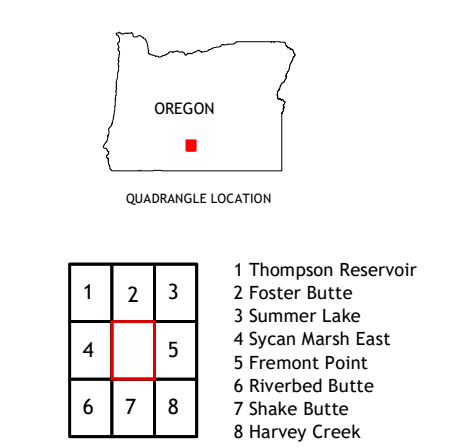 OREGON
QUADRANGLE LOCATION
1 2 3
4 5
6 7 8
1 Thompson Reservoir
2 Foster Butte
3 Summer Lake
4 Sycan Marsh East
5 Fremont Point
6 Riverbed Butte
7 Shake Butte
8 Harvey Creek